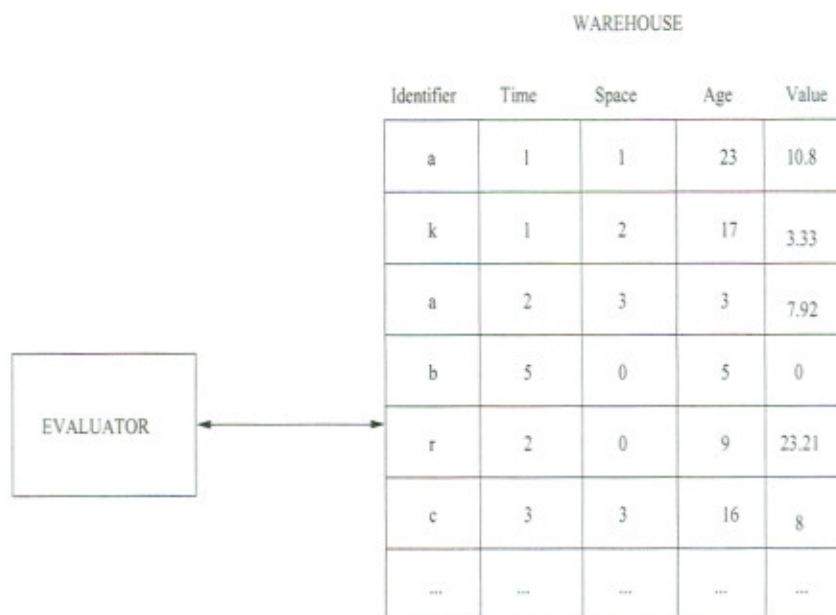 WAREHOUSE
Identifier Time Space Age Value
a 1 1 23 10.8
k 1 2 17 3.33
a 2 3 3 7.92
b 5 0 5 0
EVALUATOR
r 2 0 9 23.21
c 3 3 16 8
... ... ... ... ...